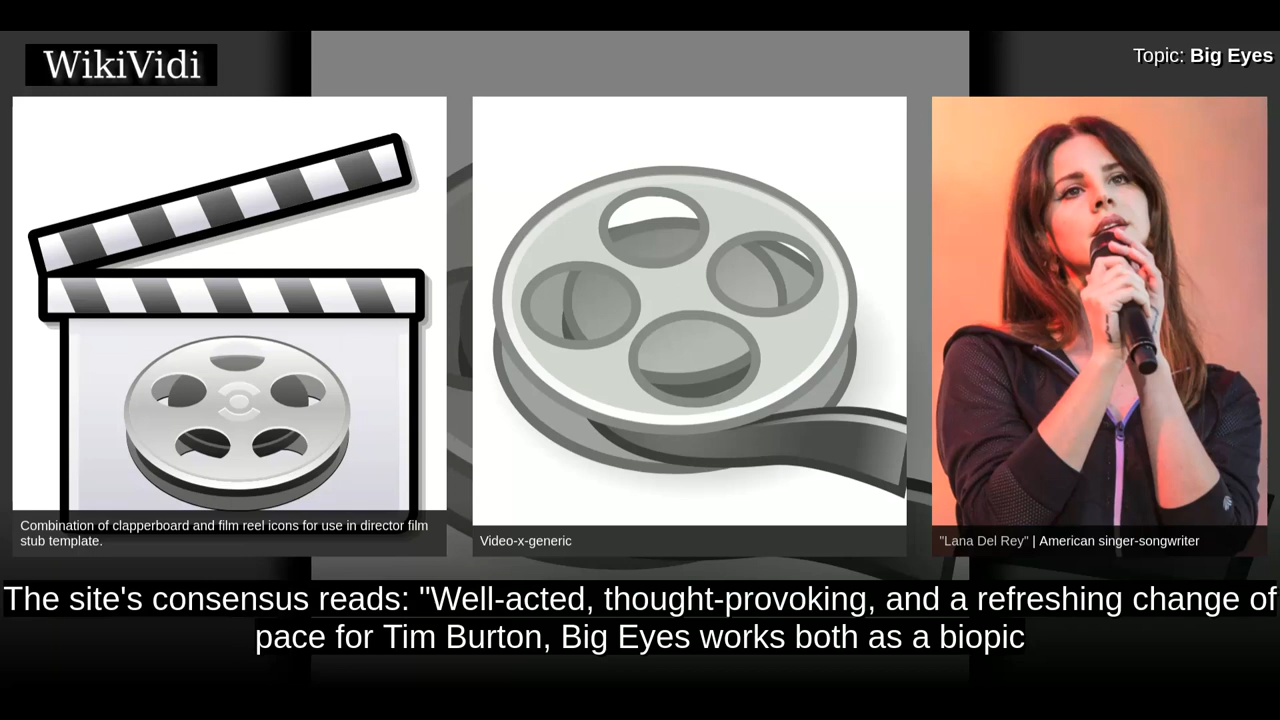 WikiVidi
Topic: Big Eyes
Combination of clapperboard and film reel icons for use in director film
stub template.
Video-x-generic
"Lana Del Rey" | American singer-songwriter
The site's consensus reads: "Well-acted, thought-provoking, and a refreshing change of
pace for Tim Burton, Big Eyes works both as a biopic